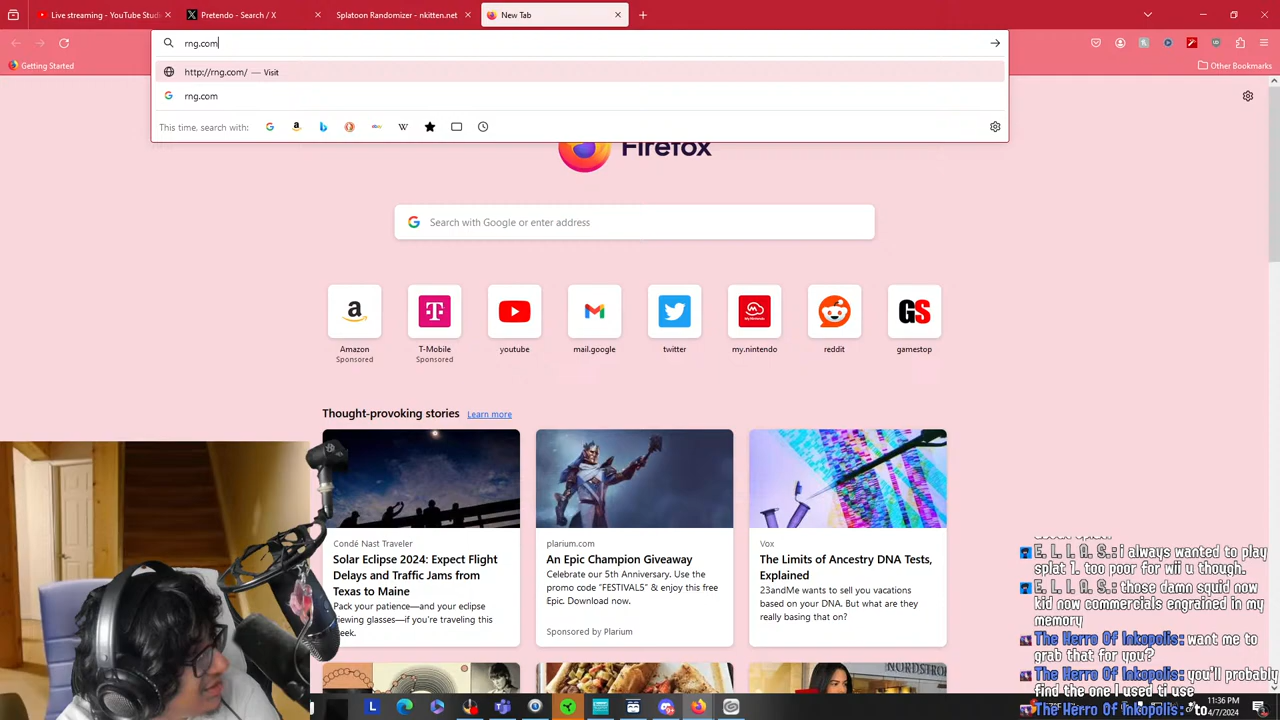 Live streaming - YouTube Stud
Pretendo - Search / X
Splatoon Randomizer - nkitten.net
New Tab
rng.com
Getting Started
Other Bookmarks
http://rng.com/ — Visit
rng.com
This time, search with:
Firefox
Search with Google or enter address
Amazon
Sponsored
T-Mobile
Sponsored
youtube
mail.google
twitter
my.nintendo
reddit
gamestop
Thought-provoking stories Learn more
Condé Nast Traveler
Solar Eclipse 2024: Expect Flight
Delays and Traffic Jams from
Texas to Maine
Pack your patience—and your eclipse
viewing glasses—if you're traveling this
week.
plarium.com
An Epic Champion Giveaway
Celebrate our 5th Anniversary. Use the
promo code "FESTIVALS" & enjoy this free
Epic. Download now.
Sponsored by Plarium
Vox
The Limits of Ancestry DNA Tests,
Explained
23andMe wants to sell you vacations
based on your DNA. But what are they
really basing that on?
NORDSTROM
E. L. I. A. S.: i always wanted to play
splat 1. too poor for wii u though.
E. L. I. A. S.: those damn squid now
kid now commercials engrained in my
memory
The Herro Of Inkopolis: want me to
grab that for you?
The Herro Of Inkopolis: you'll probably
find the one I used ti use
The Herro Of Inkopolis: to
11:36 PM
4/7/2024